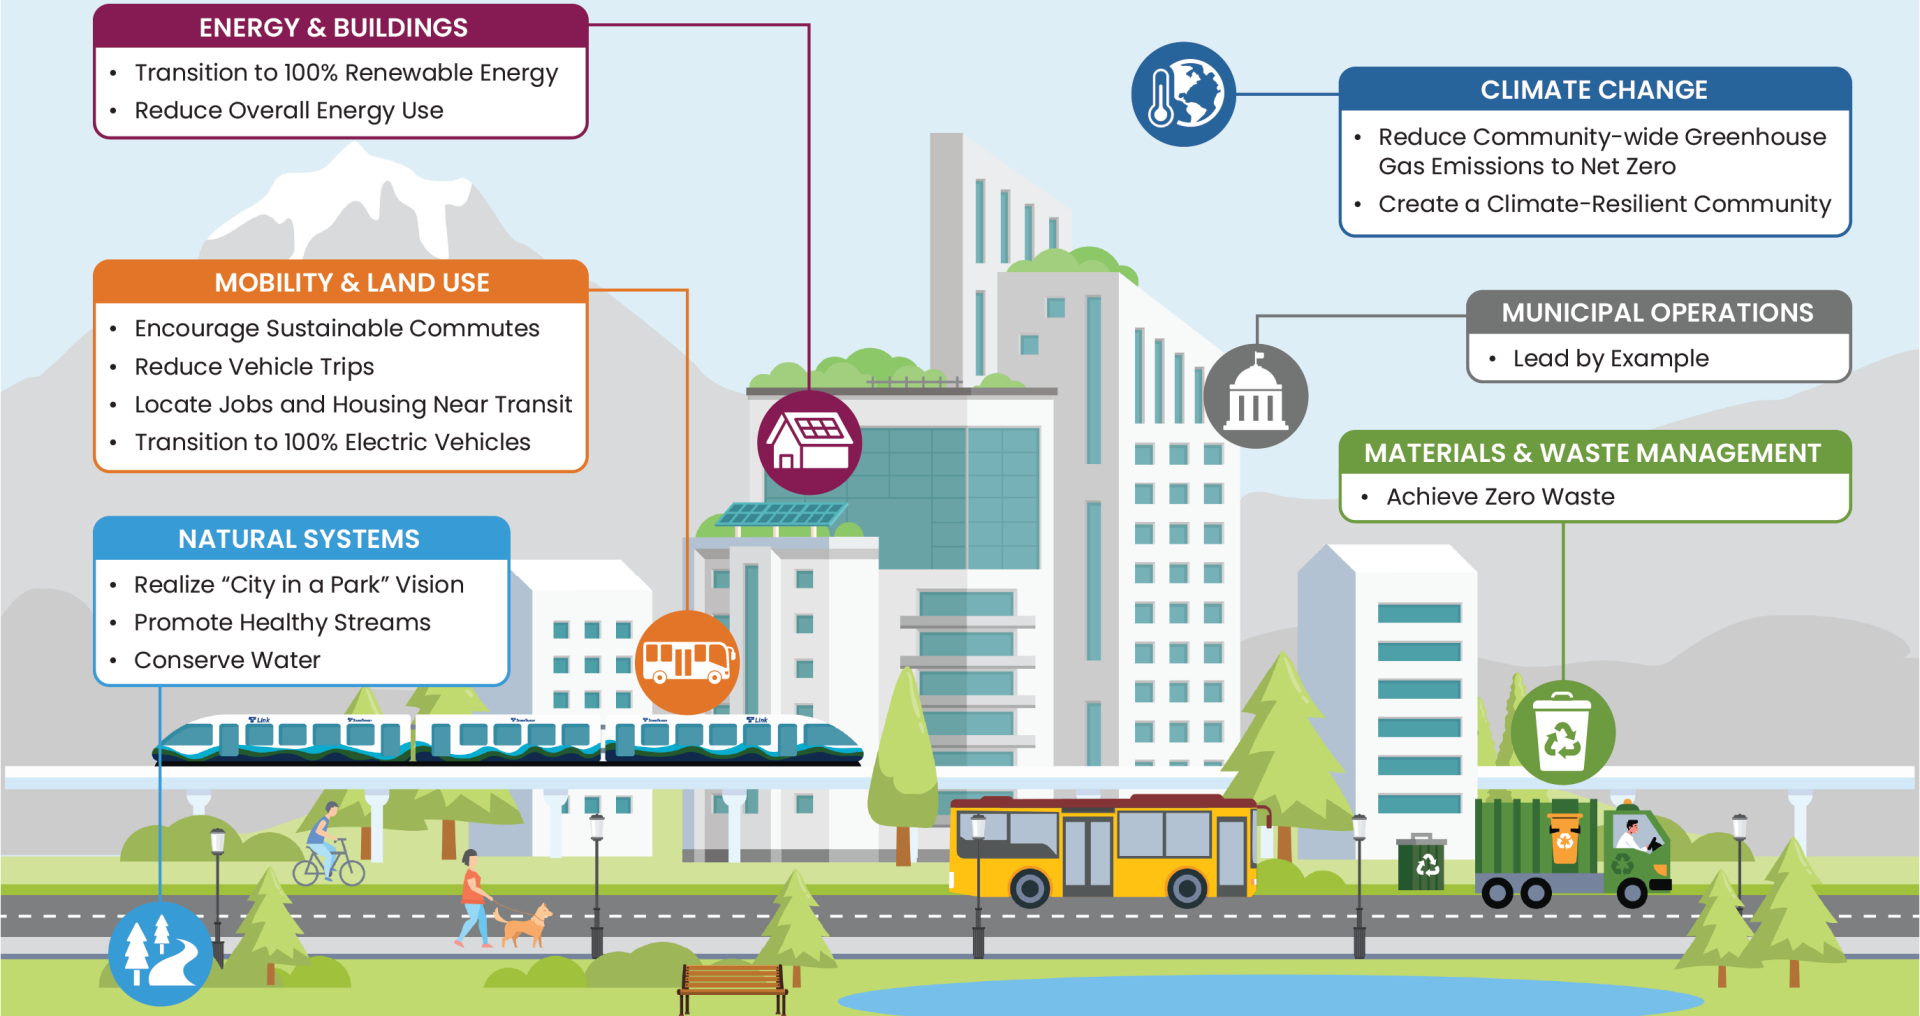 ENERGY & BUILDINGS
• Transition to 100% Renewable Energy
• Reduce Overall Energy Use
CLIMATE CHANGE
• Reduce Community-wide Greenhouse
Gas Emissions to Net Zero
• Create a Climate-Resilient Community
MOBILITY & LAND USE
• Encourage Sustainable Commutes
• Reduce Vehicle Trips
• Locate Jobs and Housing Near Transit
• Transition to 100% Electric Vehicles
MUNICIPAL OPERATIONS
• Lead by Example
MATERIALS & WASTE MANAGEMENT
• Achieve Zero Waste
NATURAL SYSTEMS
• Realize “City in a Park” Vision
• Promote Healthy Streams
• Conserve Water
Link
Link